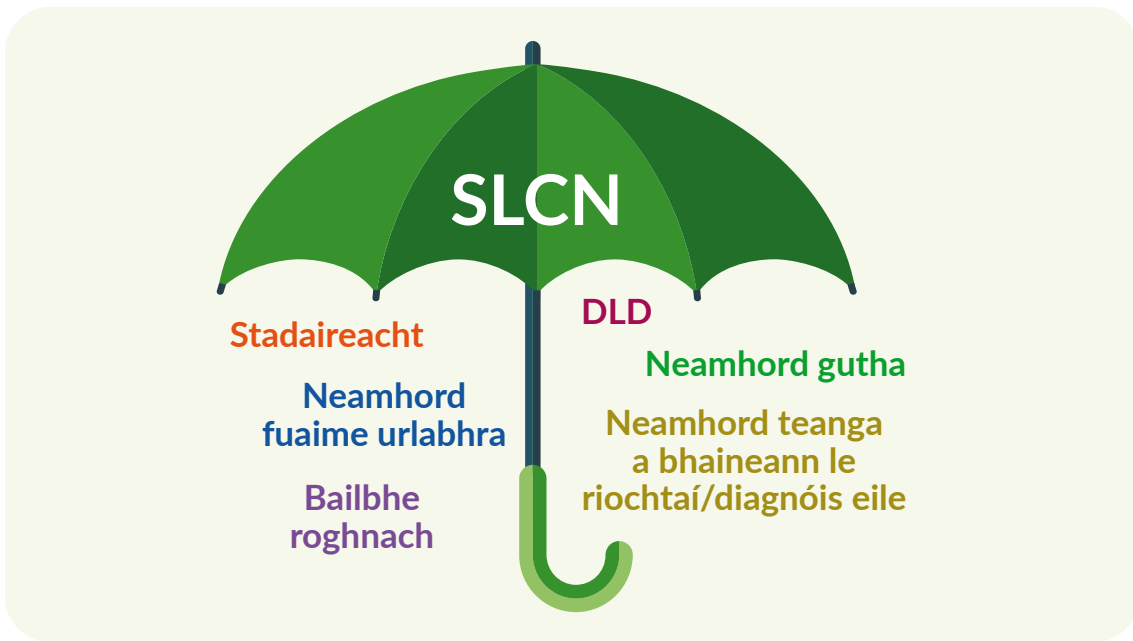 SLCN
Stadaireacht
Neamhord
fuaime urlabhra
Bailbhe
roghnach
DLD
Neamhord gutha
Neamhord teanga
a bhaineann le
riochtaí/diagnóis eile